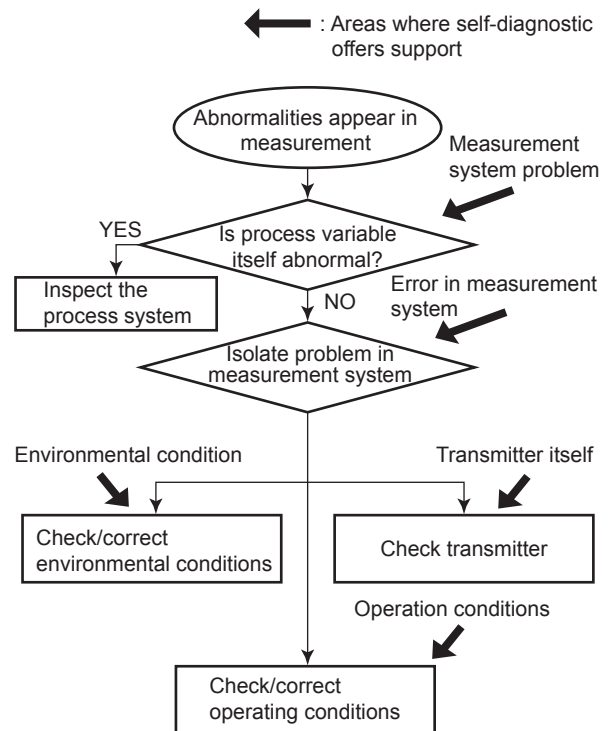 : Areas where self-diagnostic
offers support
Abnormalities appear in
measurement
Measurement
system problem
YES
Is process variable
itself abnormal?
Inspect the
process system
NO
Error in measurement
system
Isolate problem in
measurement system
Environmental condition
Transmitter itself
Check/correct
environmental conditions
Check transmitter
Operation conditions
Check/correct
operating conditions